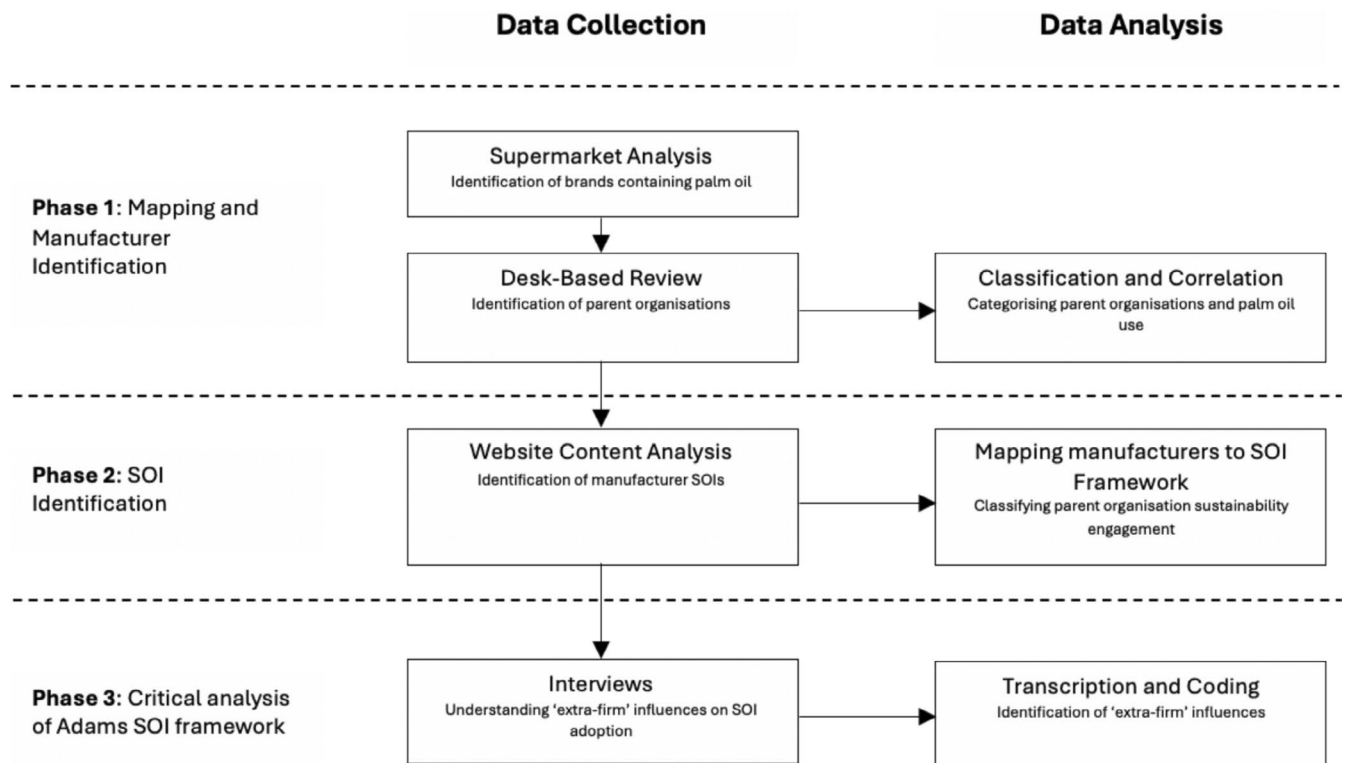 Data Collection
Data Analysis
Phase 1: Mapping and
Manufacturer
Identification
Supermarket Analysis
Identification of brands containing palm oil
Desk-Based Review
Identification of parent organisations
Classification and Correlation
Categorising parent organisations and palm oil
use
Phase 2: SOI
Identification
Website Content Analysis
Identification of manufacturer SOIs
Mapping manufacturers to SOI
Framework
Classifying parent organisation sustainability
engagement
Phase 3: Critical analysis
of Adams SOI framework
Interviews
Understanding ‘extra-firm’ influences on SOI
adoption
Transcription and Coding
Identification of ‘extra-firm’ influences